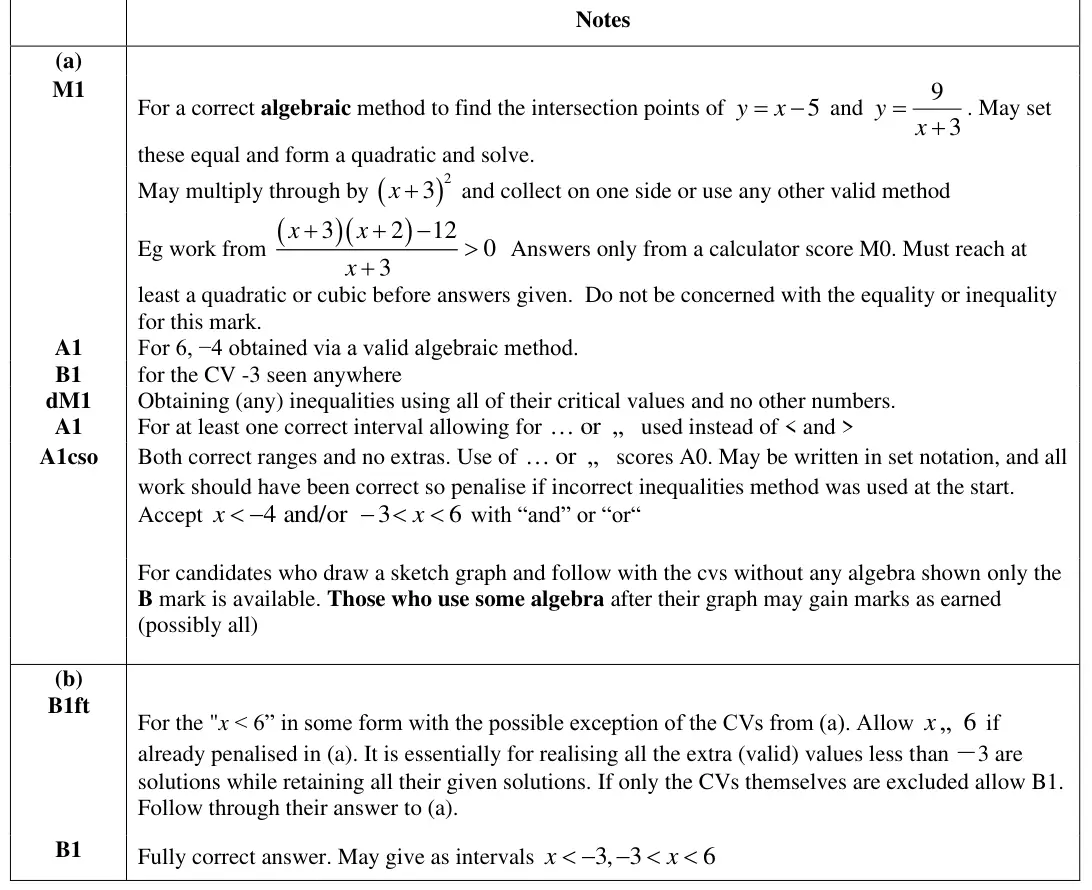 Notes
(a)
M1
For a correct algebraic method to find the intersection points of y = x − 5 and y = 9/(x + 3). May set
these equal and form a quadratic and solve.
May multiply through by (x + 3)² and collect on one side or use any other valid method
Eg work from ((x + 3)(x + 2) − 12)/(x + 3) > 0 Answers only from a calculator score M0. Must reach at
least a quadratic or cubic before answers given. Do not be concerned with the equality or inequality
for this mark.
A1 For 6, −4 obtained via a valid algebraic method.
B1 for the CV -3 seen anywhere
dM1 Obtaining (any) inequalities using all of their critical values and no other numbers.
A1 For at least one correct interval allowing for … or „ used instead of < and >
A1cso Both correct ranges and no extras. Use of … or „ scores A0. May be written in set notation, and all
work should have been correct so penalise if incorrect inequalities method was used at the start.
Accept x < −4 and/or − 3 < x < 6 with “and” or “or“
For candidates who draw a sketch graph and follow with the cvs without any algebra shown only the
B mark is available. Those who use some algebra after their graph may gain marks as earned
(possibly all)
(b)
B1ft
For the "x < 6” in some form with the possible exception of the CVs from (a). Allow x „ 6 if
already penalised in (a). It is essentially for realising all the extra (valid) values less than −3 are
solutions while retaining all their given solutions. If only the CVs themselves are excluded allow B1.
Follow through their answer to (a).
B1 Fully correct answer. May give as intervals x < −3, −3 < x < 6